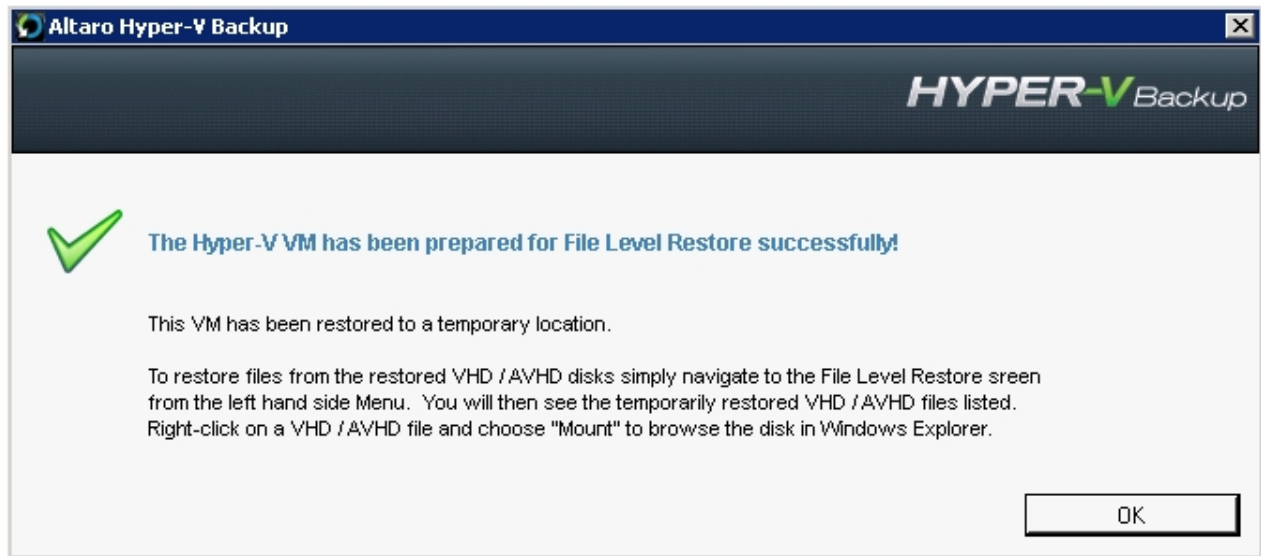 Altaro Hyper-V Backup
HYPER-V Backup
The Hyper-V VM has been prepared for File Level Restore successfully!
This VM has been restored to a temporary location.
To restore files from the restored VHD / AVHD disks simply navigate to the File Level Restore sreen
from the left hand side Menu. You will then see the temporarily restored VHD / AVHD files listed.
Right-click on a VHD / AVHD file and choose "Mount" to browse the disk in Windows Explorer.
OK